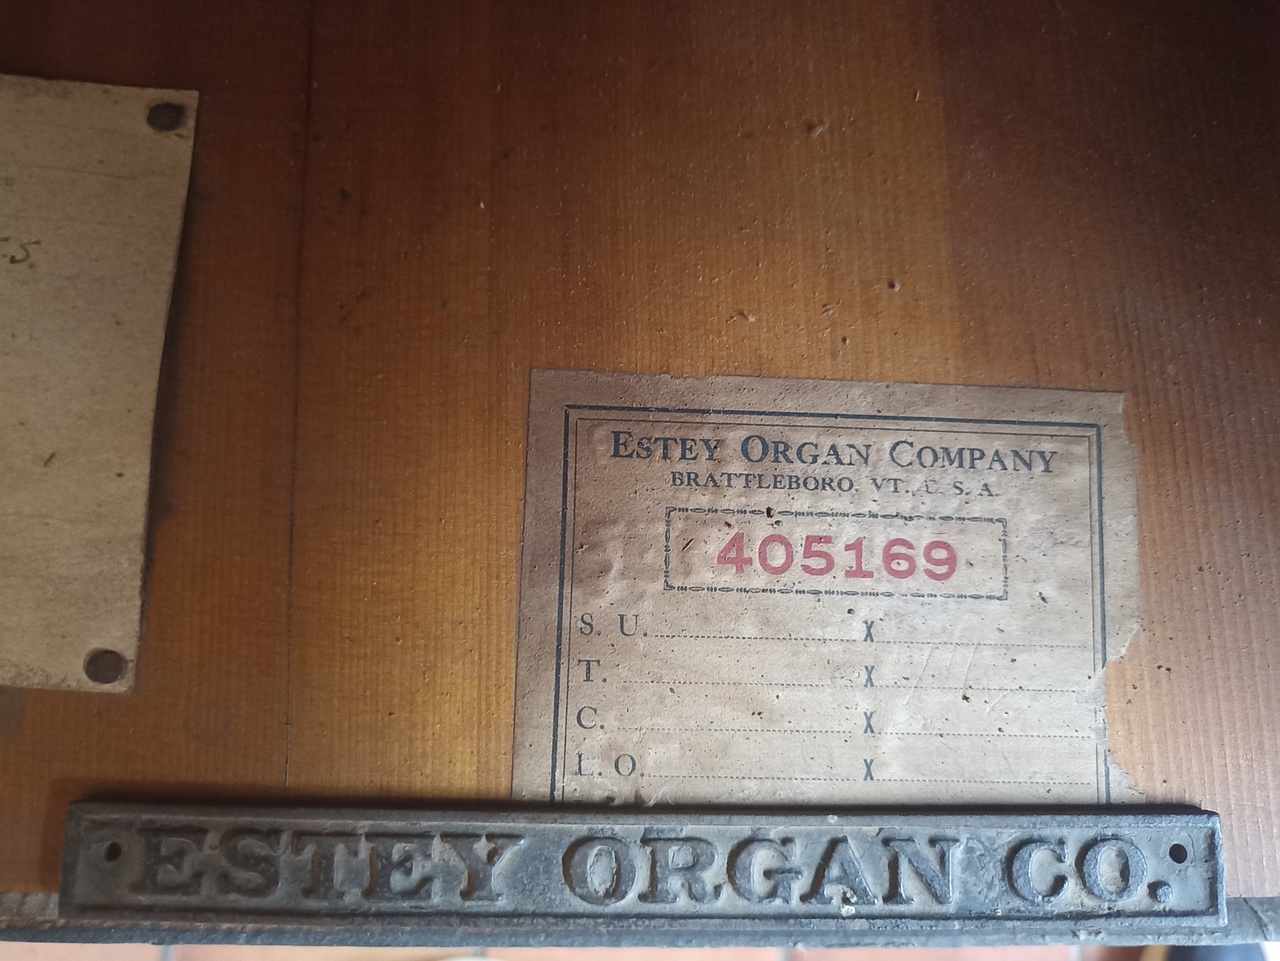 ESTEY ORGAN COMPANY
BRATTLEBORO, VT., U. S. A.
405169
S. U. X
T. X
C. X
L. O. X
ESTEY ORGAN CO.